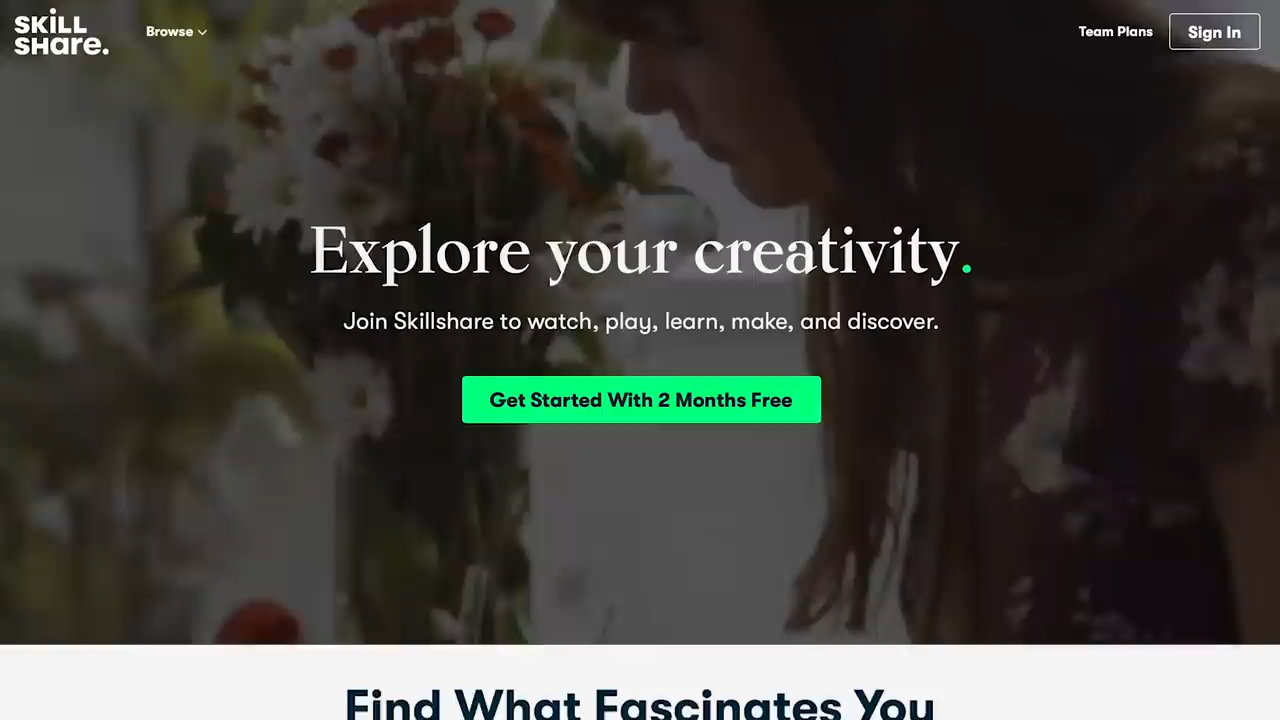 SKiLL
SHare.
Browse
Team Plans
Sign In
Explore your creativity.
Join Skillshare to watch, play, learn, make, and discover.
Get Started With 2 Months Free
Find What Fascinates You